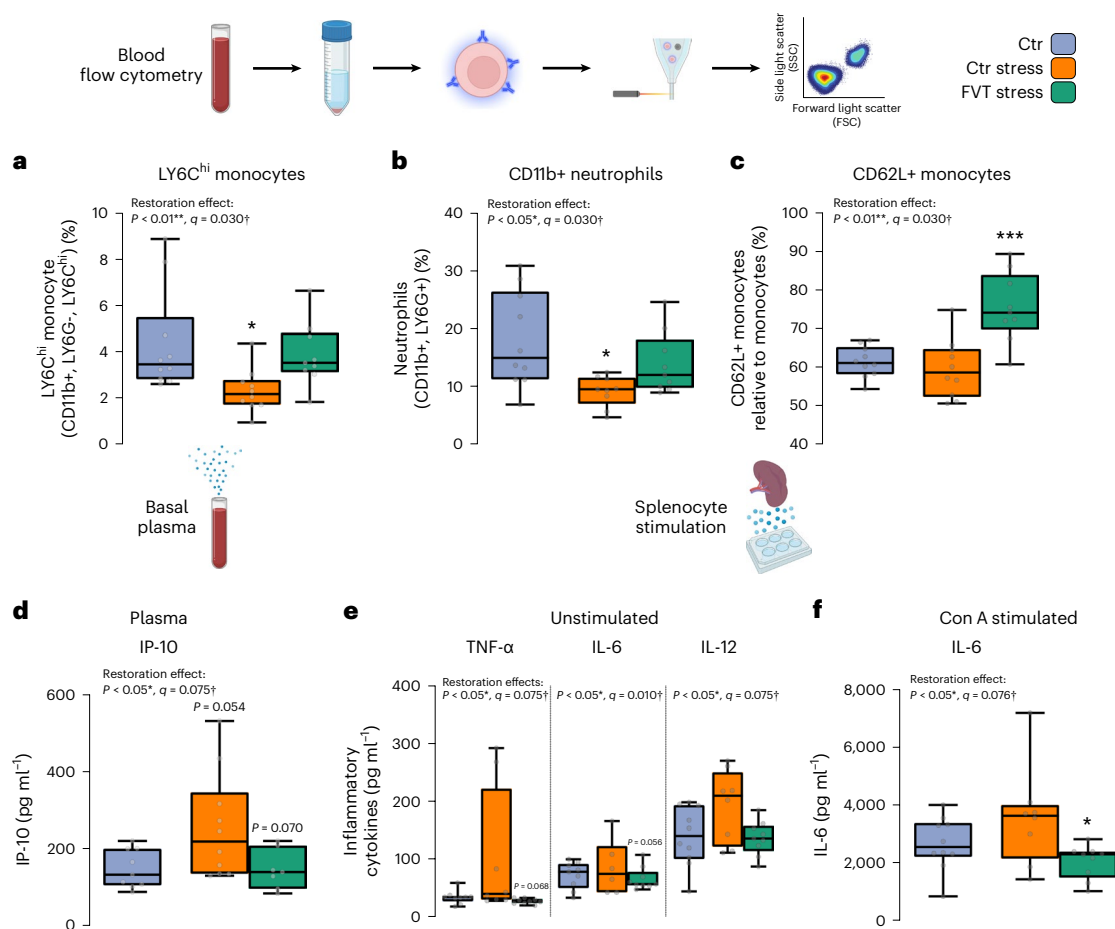 Blood
flow cytometry
Side light scatter
(SSC)
Forward light scatter
(FSC)
Ctr
Ctr stress
FVT stress
a
LY6Chi monocytes
Restoration effect:
P < 0.01**, q = 0.030†
LY6Chi monocyte
(CD11b+, LY6G-, LY6Chi) (%)
10
8
6
4
2
0
*
b
CD11b+ neutrophils
Restoration effect:
P < 0.05*, q = 0.030†
Neutrophils
(CD11b+, LY6G+) (%)
40
30
20
10
0
*
c
CD62L+ monocytes
Restoration effect:
P < 0.01**, q = 0.030†
CD62L+ monocytes
relative to monocytes (%)
100
90
80
70
60
50
40
***
Basal
plasma
Splenocyte
stimulation
d
Plasma
IP-10
Restoration effect:
P < 0.05*, q = 0.075†
IP-10 (pg ml−1)
600
400
200
0
P = 0.054
P = 0.070
e
Unstimulated
TNF-α
IL-6
IL-12
Restoration effects:
P < 0.05*, q = 0.075†
P < 0.05*, q = 0.010†
P < 0.05*, q = 0.075†
Inflammatory
cytokines (pg ml−1)
400
300
200
100
0
P = 0.068
P = 0.056
f
Con A stimulated
IL-6
Restoration effect:
P < 0.05*, q = 0.076†
IL-6 (pg ml−1)
8,000
6,000
4,000
2,000
0
*